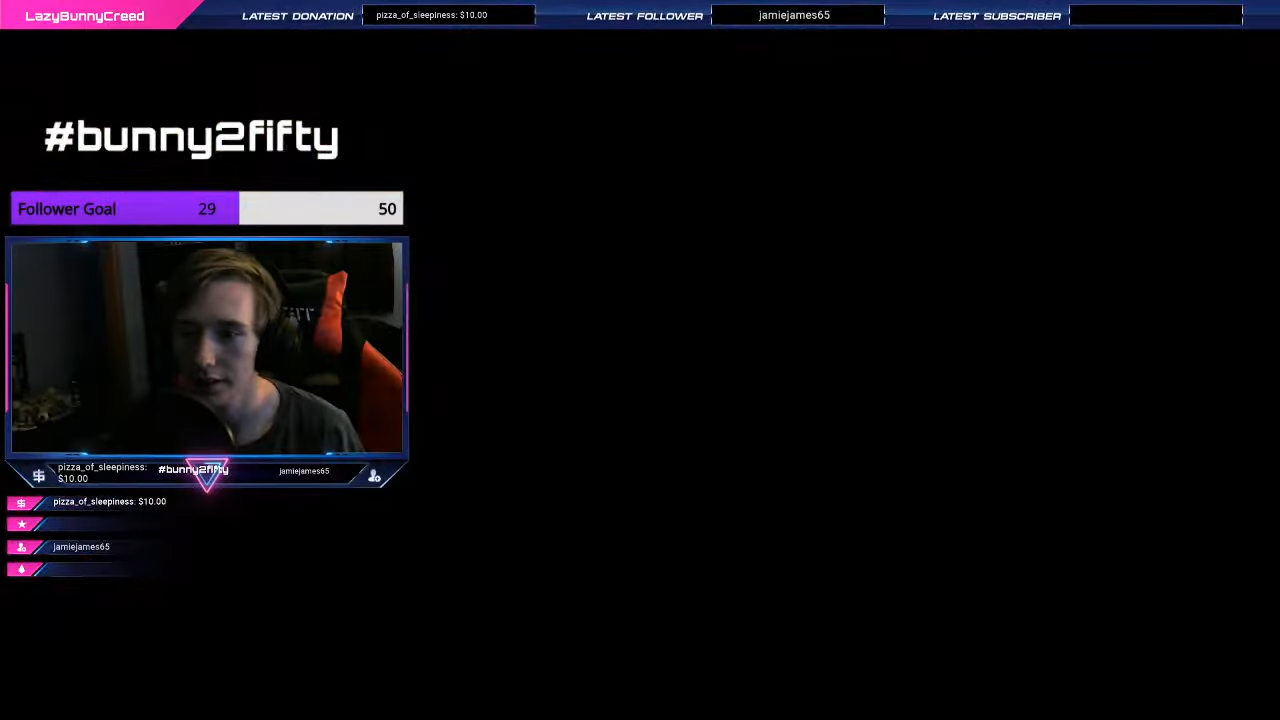 LazyBunnyCreed
LATEST DONATION
pizza_of_sleepiness: $10.00
LATEST FOLLOWER
jamiejames65
LATEST SUBSCRIBER
#bunny2fifty
Follower Goal 29 50
pizza_of_sleepiness:
$10.00
#bunny2fifty
jamiejames65
pizza_of_sleepiness: $10.00
jamiejames65